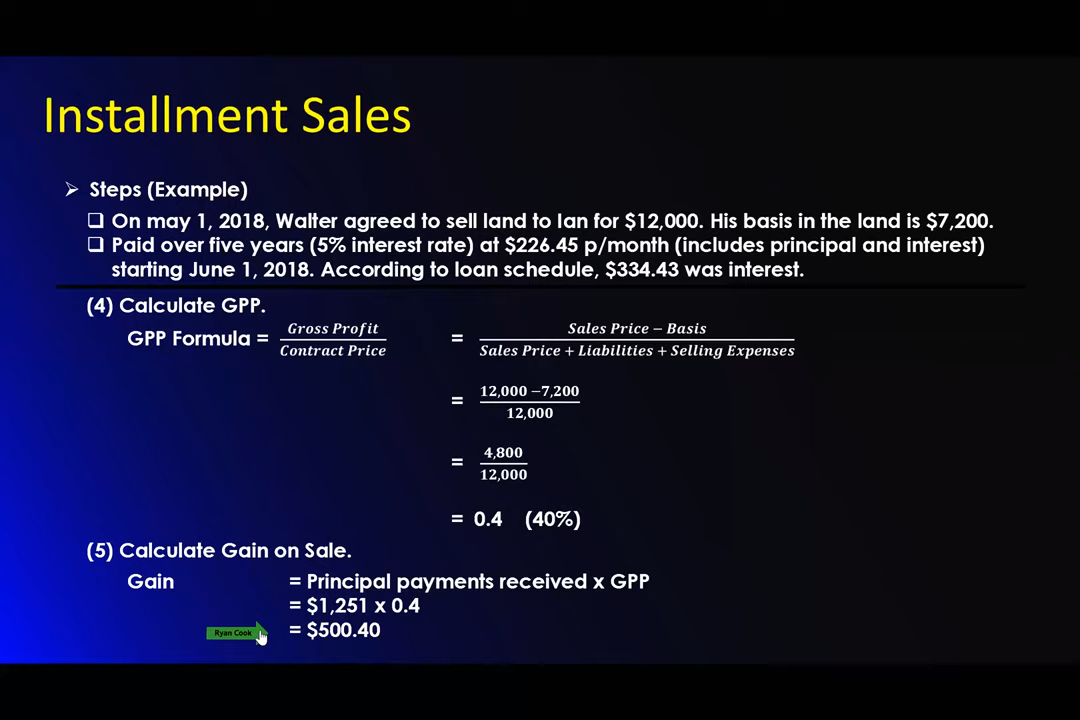 Installment Sales
➢ Steps (Example)
❑ On may 1, 2018, Walter agreed to sell land to Ian for $12,000. His basis in the land is $7,200.
❑ Paid over five years (5% interest rate) at $226.45 p/month (includes principal and interest)
starting June 1, 2018. According to loan schedule, $334.43 was interest.
(4) Calculate GPP.
GPP Formula = Gross Profit / Contract Price = Sales Price − Basis / Sales Price + Liabilities + Selling Expenses
= 12,000 −7,200 / 12,000
= 4,800 / 12,000
= 0.4 (40%)
(5) Calculate Gain on Sale.
Gain = Principal payments received x GPP
= $1,251 x 0.4
Ryan Cook = $500.40